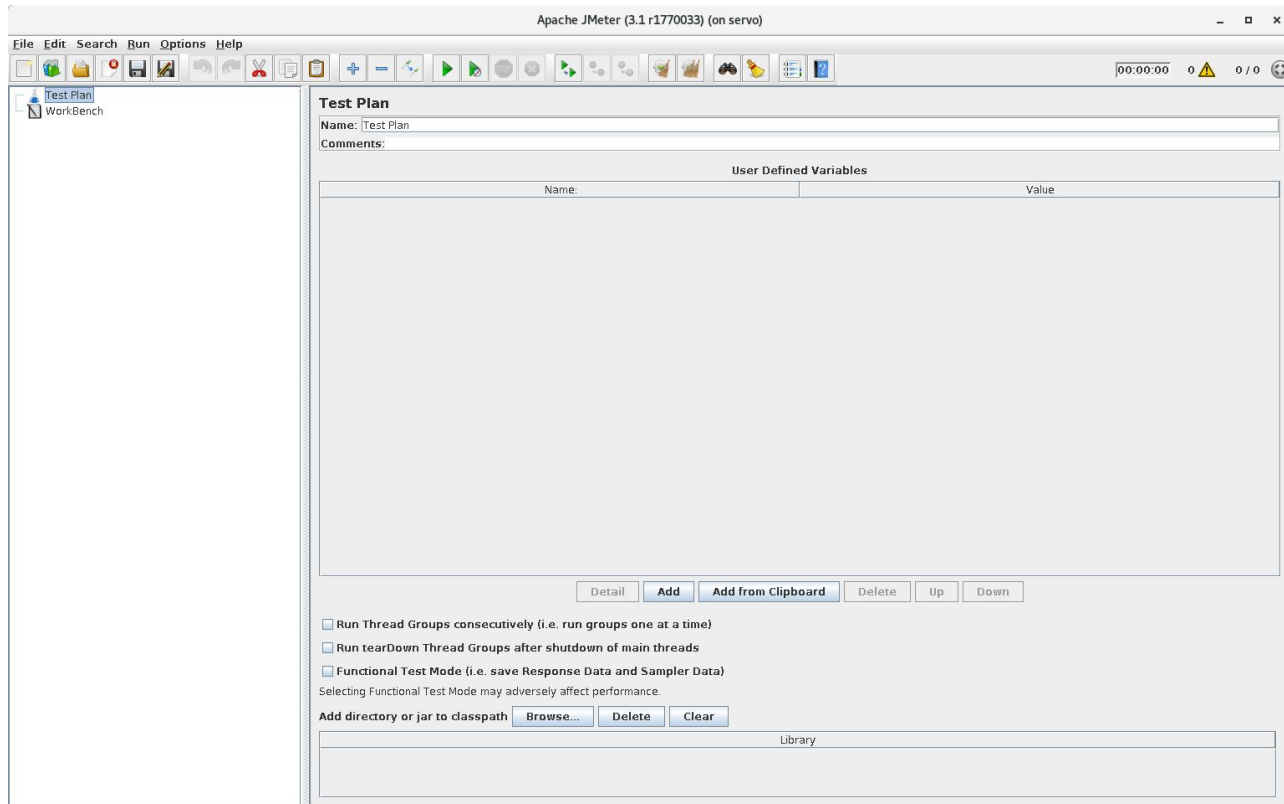 Apache JMeter (3.1 r1770033) (on servo)
File Edit Search Run Options Help
00:00:00 0 0 / 0
Test Plan
WorkBench
Test Plan
Name: Test Plan
Comments:
User Defined Variables
Name: Value
Detail Add Add from Clipboard Delete Up Down
Run Thread Groups consecutively (i.e. run groups one at a time)
Run tearDown Thread Groups after shutdown of main threads
Functional Test Mode (i.e. save Response Data and Sampler Data)
Selecting Functional Test Mode may adversely affect performance.
Add directory or jar to classpath Browse... Delete Clear
Library